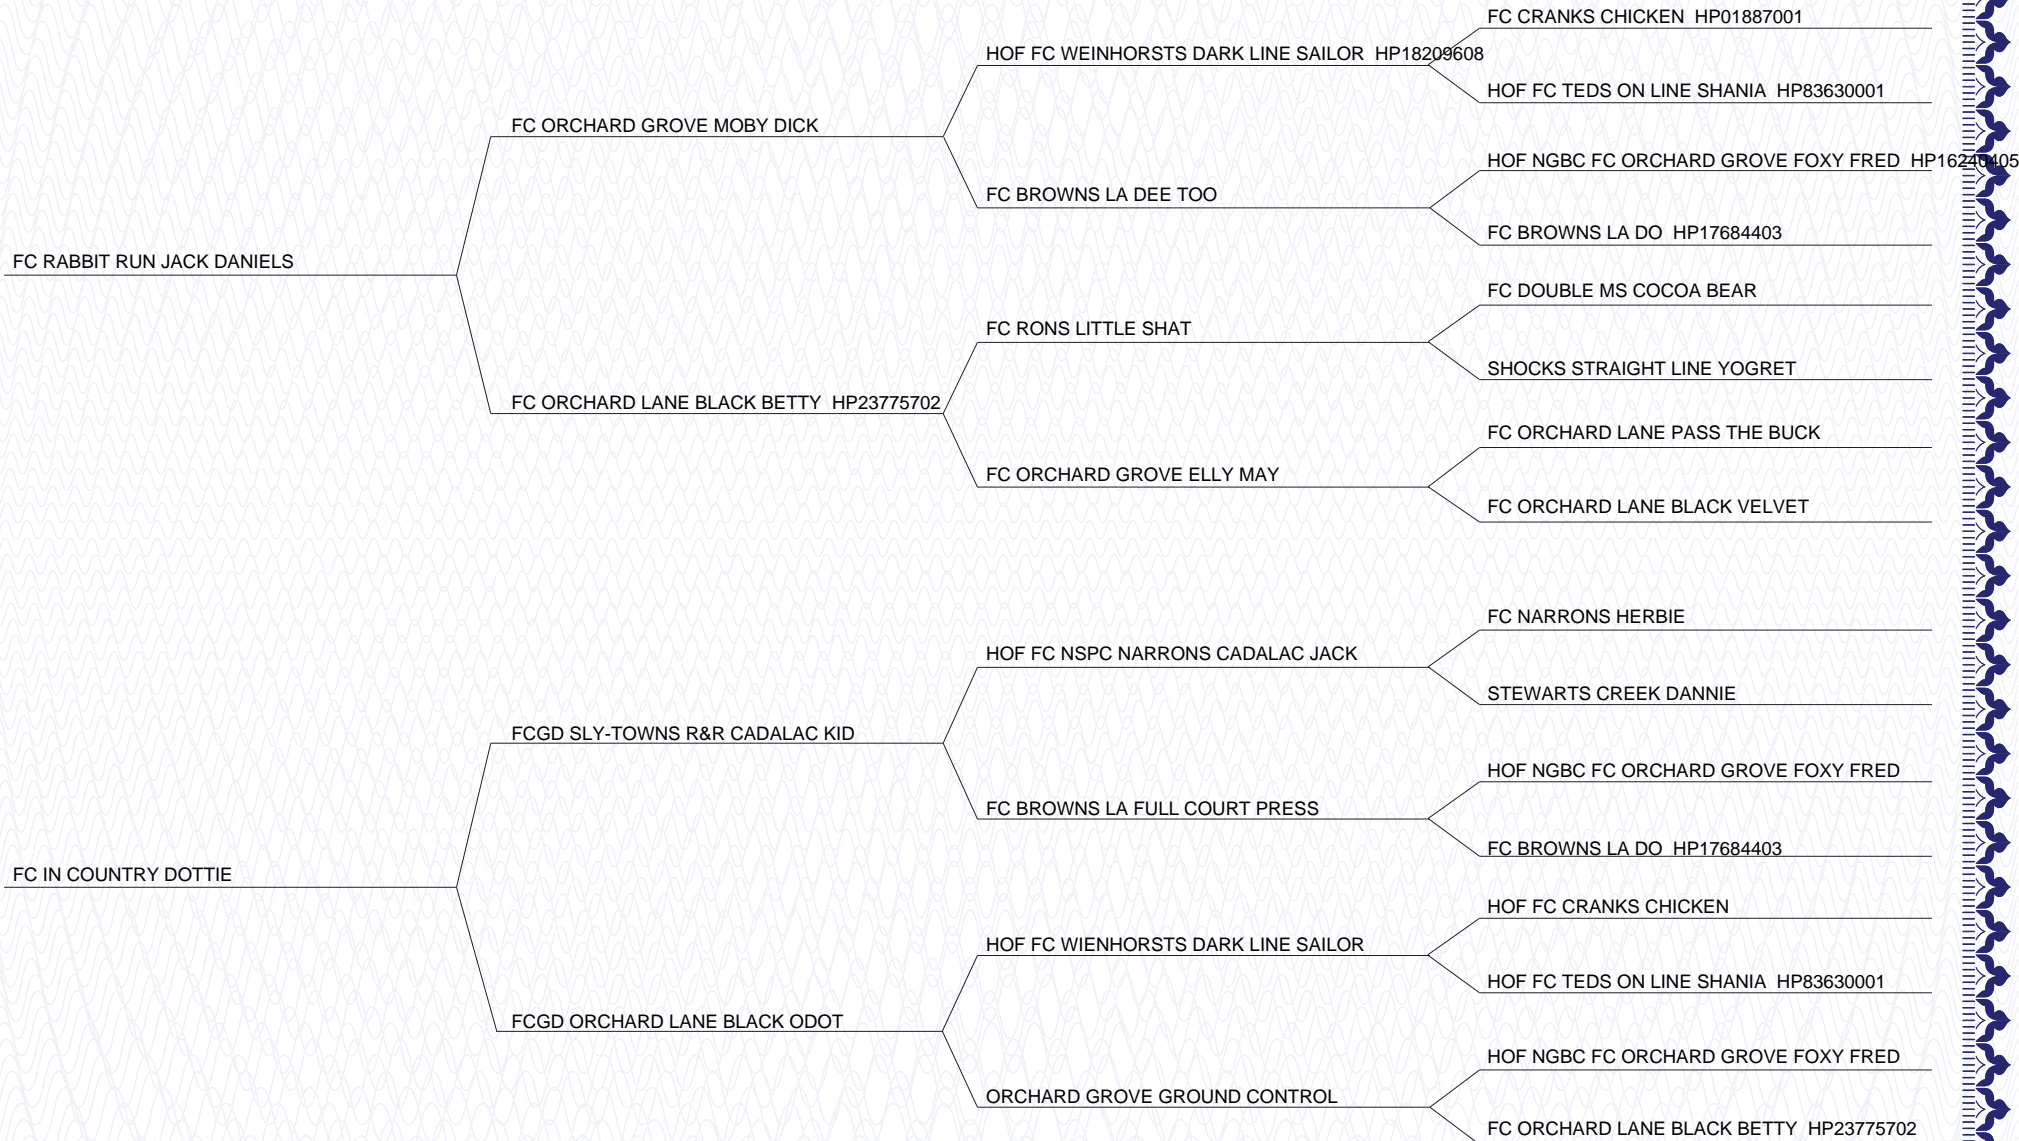 FC CRANKS CHICKEN HP01887001
HOF FC WEINHORSTS DARK LINE SAILOR HP18209608
HOF FC TEDS ON LINE SHANIA HP83630001
FC ORCHARD GROVE MOBY DICK
HOF NGBC FC ORCHARD GROVE FOXY FRED HP16240405
FC BROWNS LA DEE TOO
FC BROWNS LA DO HP17684403
FC RABBIT RUN JACK DANIELS
FC DOUBLE MS COCOA BEAR
FC RONS LITTLE SHAT
SHOCKS STRAIGHT LINE YOGRET
FC ORCHARD LANE BLACK BETTY HP23775702
FC ORCHARD LANE PASS THE BUCK
FC ORCHARD GROVE ELLY MAY
FC ORCHARD LANE BLACK VELVET
FC NARRONS HERBIE
HOF FC NSPC NARRONS CADALAC JACK
STEWARTS CREEK DANNIE
FCGD SLY-TOWNS R&R CADALAC KID
HOF NGBC FC ORCHARD GROVE FOXY FRED
FC BROWNS LA FULL COURT PRESS
FC BROWNS LA DO HP17684403
FC IN COUNTRY DOTTIE
HOF FC CRANKS CHICKEN
HOF FC WIENHORSTS DARK LINE SAILOR
HOF FC TEDS ON LINE SHANIA HP83630001
FCGD ORCHARD LANE BLACK ODOT
HOF NGBC FC ORCHARD GROVE FOXY FRED
ORCHARD GROVE GROUND CONTROL
FC ORCHARD LANE BLACK BETTY HP23775702